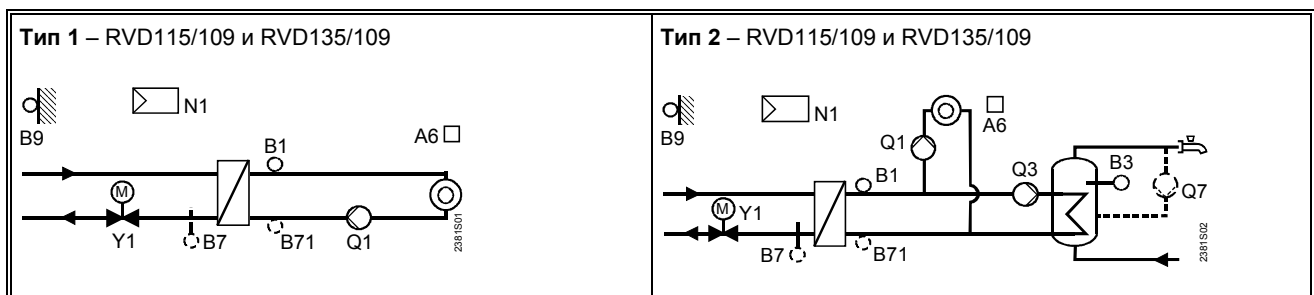 Тип 1 – RVD115/109 и RVD135/109
B9
N1
A6
B1
M
Y1
B7
B71
Q1
2381S01
Тип 2 – RVD115/109 и RVD135/109
B9
N1
A6
Q1
B1
Q3
B3
Q7
M
Y1
B7
B71
2381S02